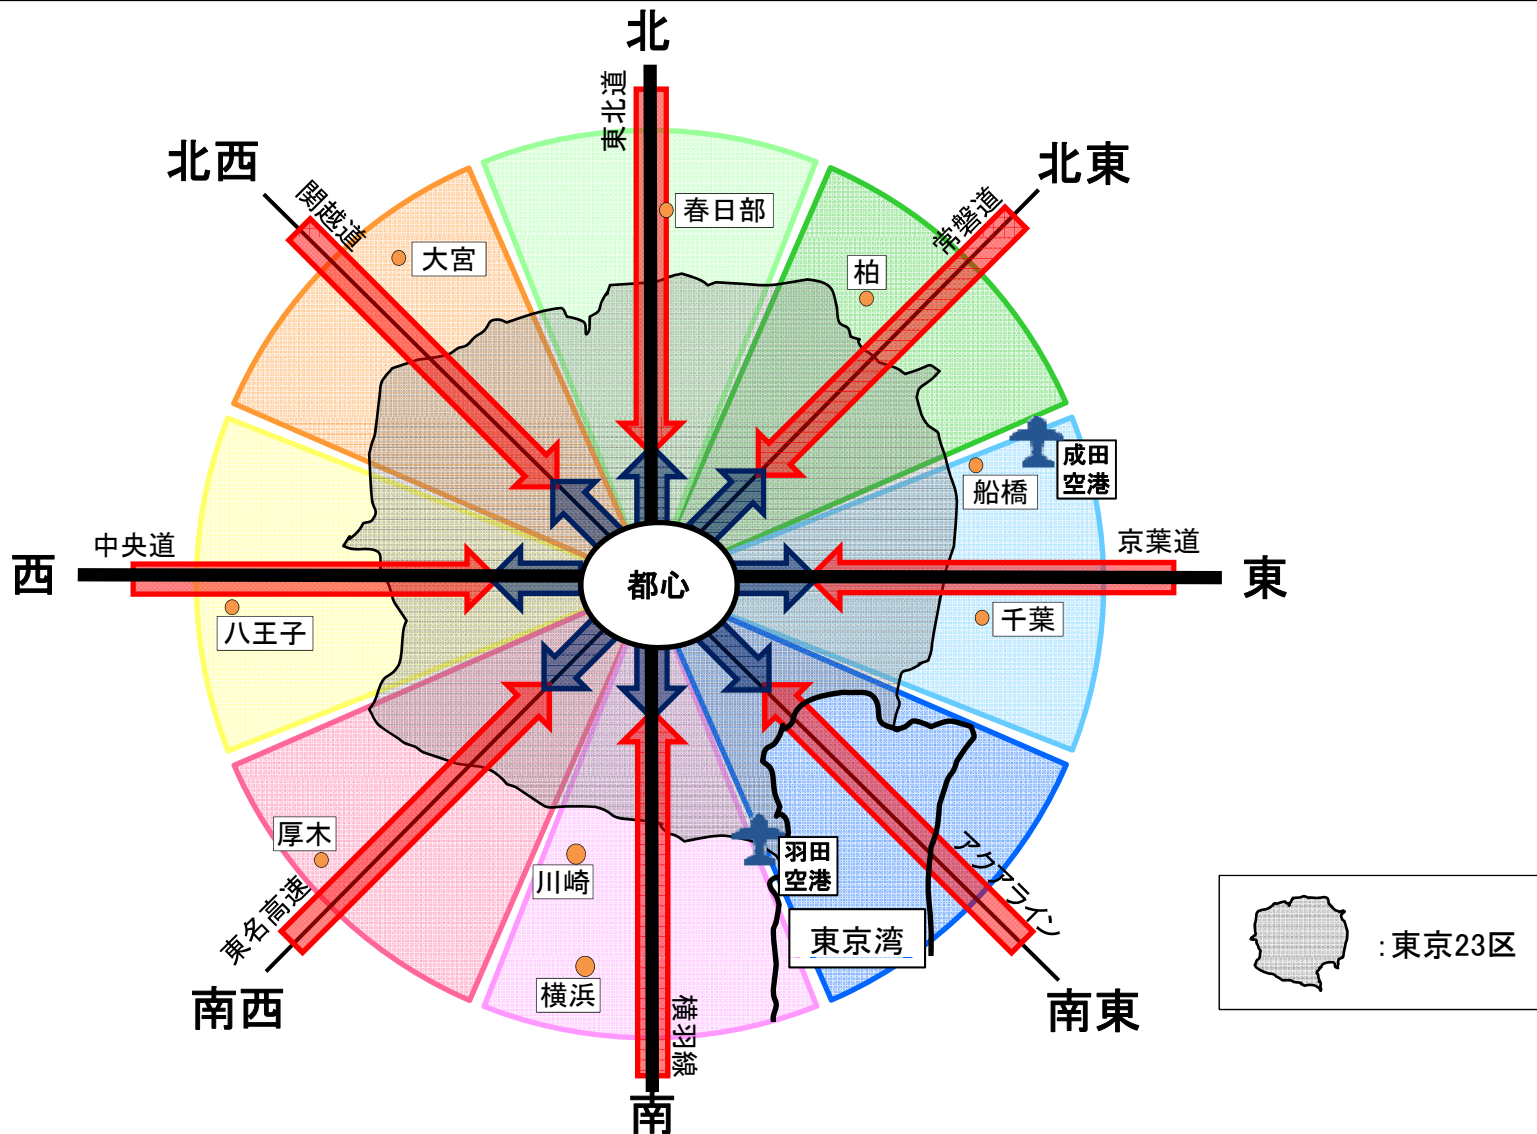 北
東北道
北西
北東
関越道
常磐道
春日部
大宮
柏
成田
空港
船橋
中央道
京葉道
西
都心
東
八王子
千葉
厚木
川崎
羽田
空港
東名高速
アクアライン
東京湾
:東京23区
横浜
南西
南東
横羽線
南